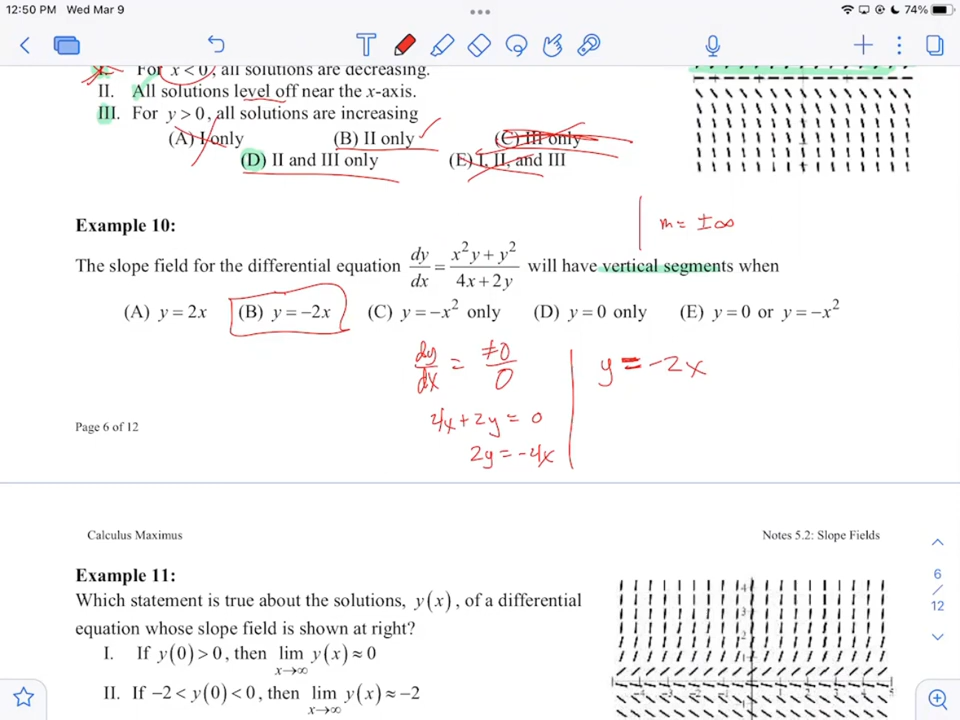 12:50 PM Wed Mar 9
74%
I. For x < 0, all solutions are decreasing.
II. All solutions level off near the x-axis.
III. For y > 0, all solutions are increasing
(A) I only (B) II only (C) III only
(D) II and III only (E) I, II, and III
Example 10:
m = ±∞
The slope field for the differential equation dy/dx = (x²y + y²)/(4x + 2y) will have vertical segments when
(A) y = 2x (B) y = −2x (C) y = −x² only (D) y = 0 only (E) y = 0 or y = −x²
dy/dx = ≠0/0
4x + 2y = 0
2y = −4x
y = −2x
Page 6 of 12
Calculus Maximus Notes 5.2: Slope Fields
Example 11:
Which statement is true about the solutions, y(x), of a differential
equation whose slope field is shown at right?
I. If y(0) > 0, then lim x→∞ y(x) ≈ 0
II. If −2 < y(0) < 0, then lim x→∞ y(x) ≈ −2
6
/
12